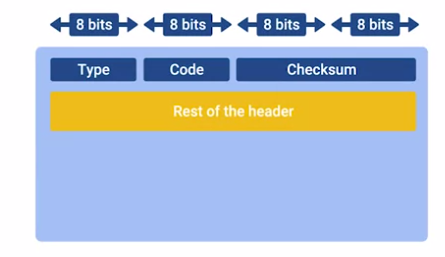 8 bits 8 bits 8 bits 8 bits
Type Code Checksum
Rest of the header